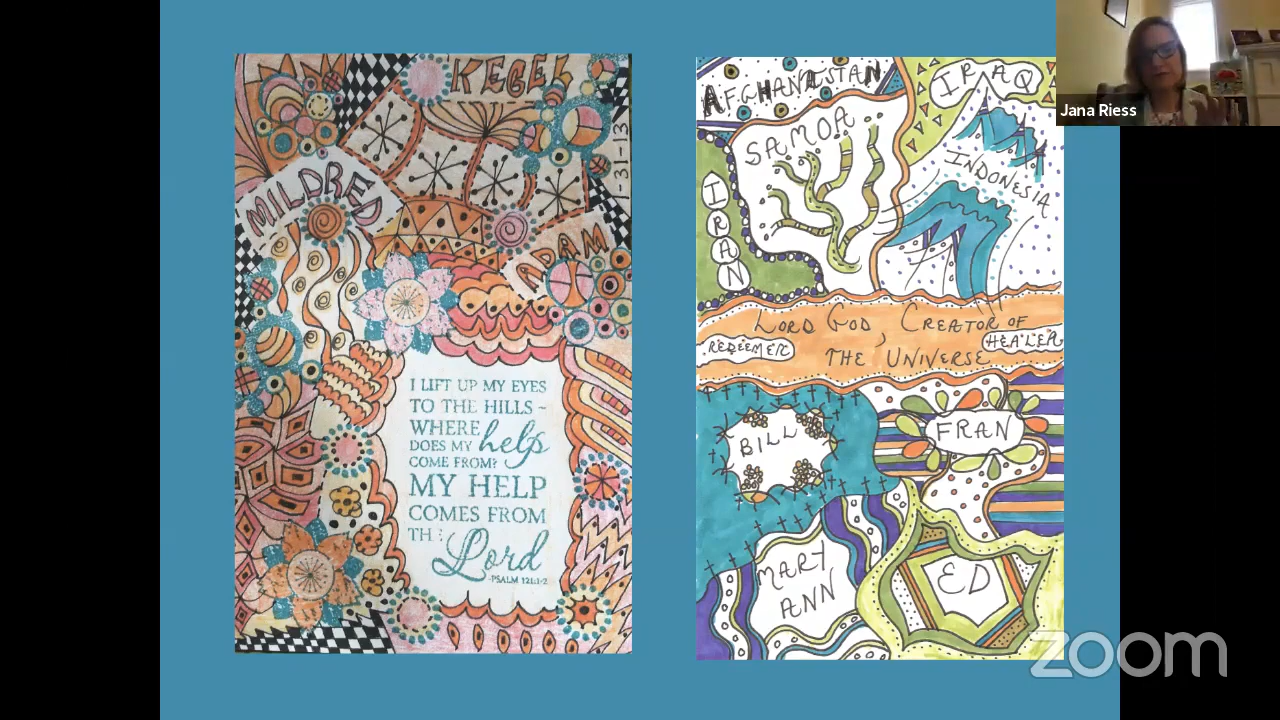 KEGEL
MILDRED
-31-13
ADAM
I LIFT UP MY EYES
TO THE HILLS ~
WHERE
DOES MY help
COME FROM?
MY HELP
COMES FROM
THE
Lord
-PSALM 121:1-2
AFGHANISTAN
IRAQ
SAMOA
INDONESIA
IRAN
LORD GOD, CREATOR OF
REDEEMER
HEALER
THE UNIVERSE
BILL
FRAN
MARY
ANN
ED
Jana Riess
zoom